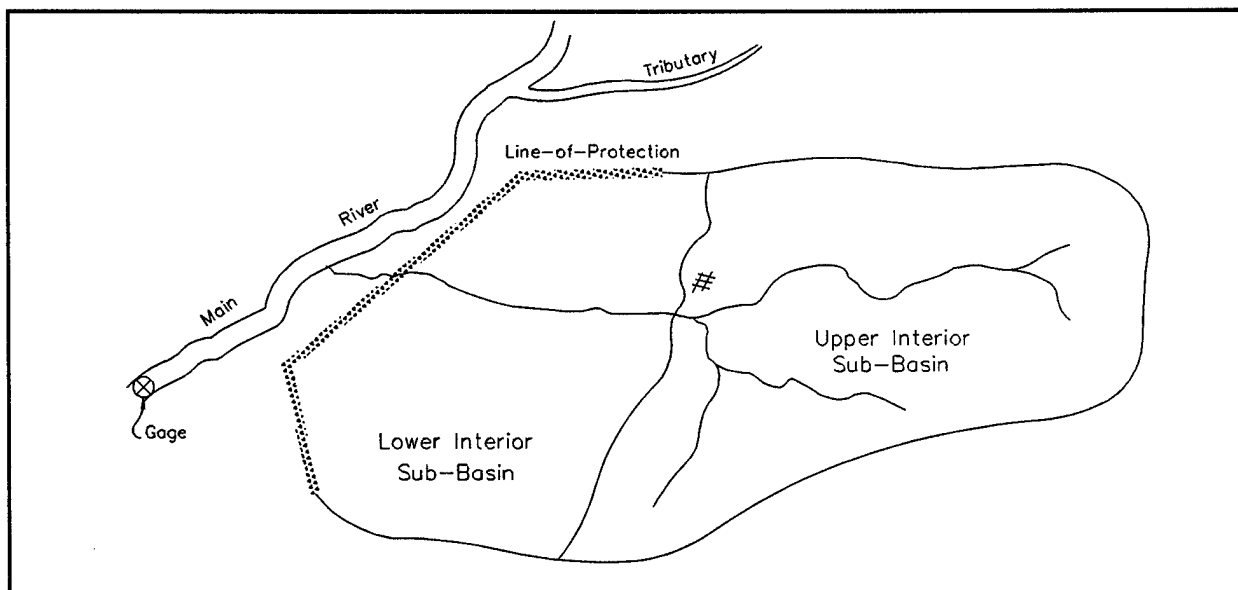 Tributary
Line-of-Protection
River
Main
#
Upper Interior
Sub-Basin
Gage
Lower Interior
Sub-Basin